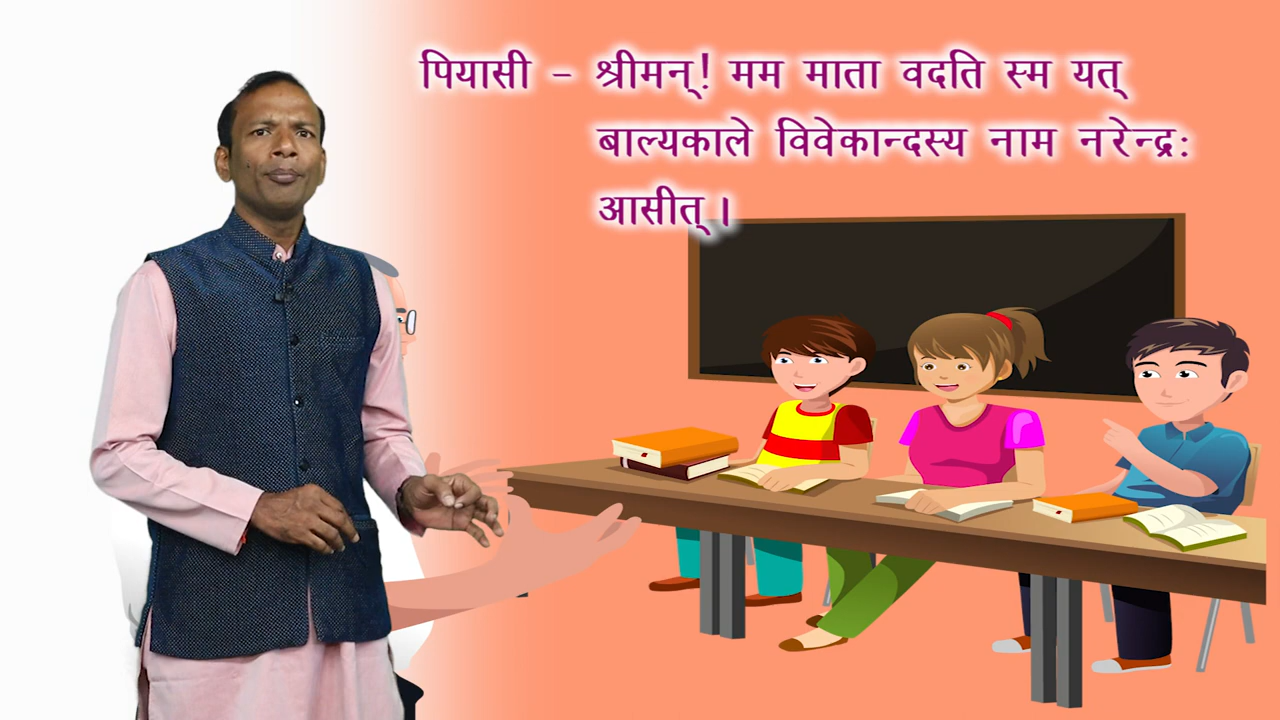 पियासी - श्रीमन्! मम माता वदति स्म यत्
बाल्यकाले विवेकान्दस्य नाम नरेन्द्रः
आसीत् ।